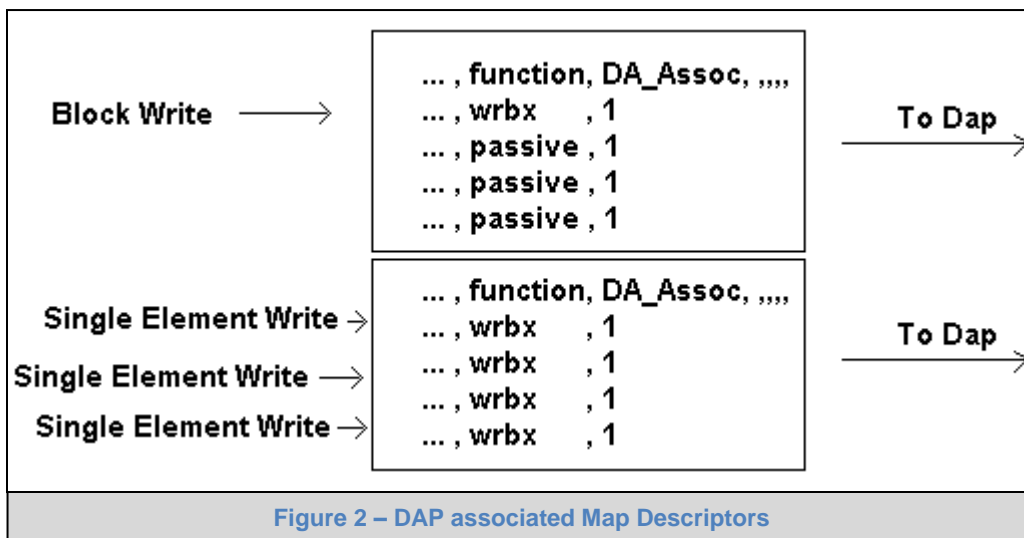 ... , function, DA_Assoc, ,,,,
Block Write ... , wrbx , 1 To Dap
... , passive , 1
... , passive , 1
... , passive , 1
... , function, DA_Assoc, ,,,,
Single Element Write ... , wrbx , 1 To Dap
Single Element Write ... , wrbx , 1
Single Element Write ... , wrbx , 1
... , wrbx , 1
Figure 2 – DAP associated Map Descriptors